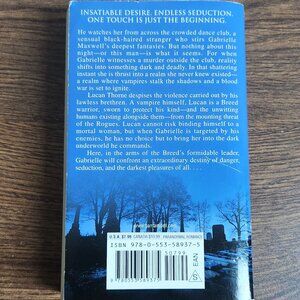 INSATIABLE DESIRE. ENDLESS SEDUCTION.
ONE TOUCH IS JUST THE BEGINNING.
He watches her from across the crowded dance club, a
sensual black-haired stranger who stirs Gabrielle
Maxwell's deepest fantasies. But nothing about this
night—or this man—is what it seems. For when
Gabrielle witnesses a murder outside the club, reality
shifts into something dark and deadly. In that shattering
instant she is thrust into a realm she never knew existed—
a realm where vampires stalk the shadows and a blood
war is set to ignite.
Lucan Thorne despises the violence carried out by his
lawless brethren. A vampire himself, Lucan is a Breed
warrior, sworn to protect his kind—and the unwitting
humans existing alongside them—from the mounting threat
of the Rogues. Lucan cannot risk binding himself to a
mortal woman, but when Gabrielle is targeted by his
enemies, he has no choice but to bring her into the dark
underworld he commands.
Here, in the arms of the Breed's formidable leader,
Gabrielle will confront an extraordinary destiny of danger,
seduction, and the darkest pleasures of all. . . .
U.S.A. $7.99 CANADA PARANORMAL ROMANCE
ISBN 978-0-553-58937-5
50799
9 780553 589375